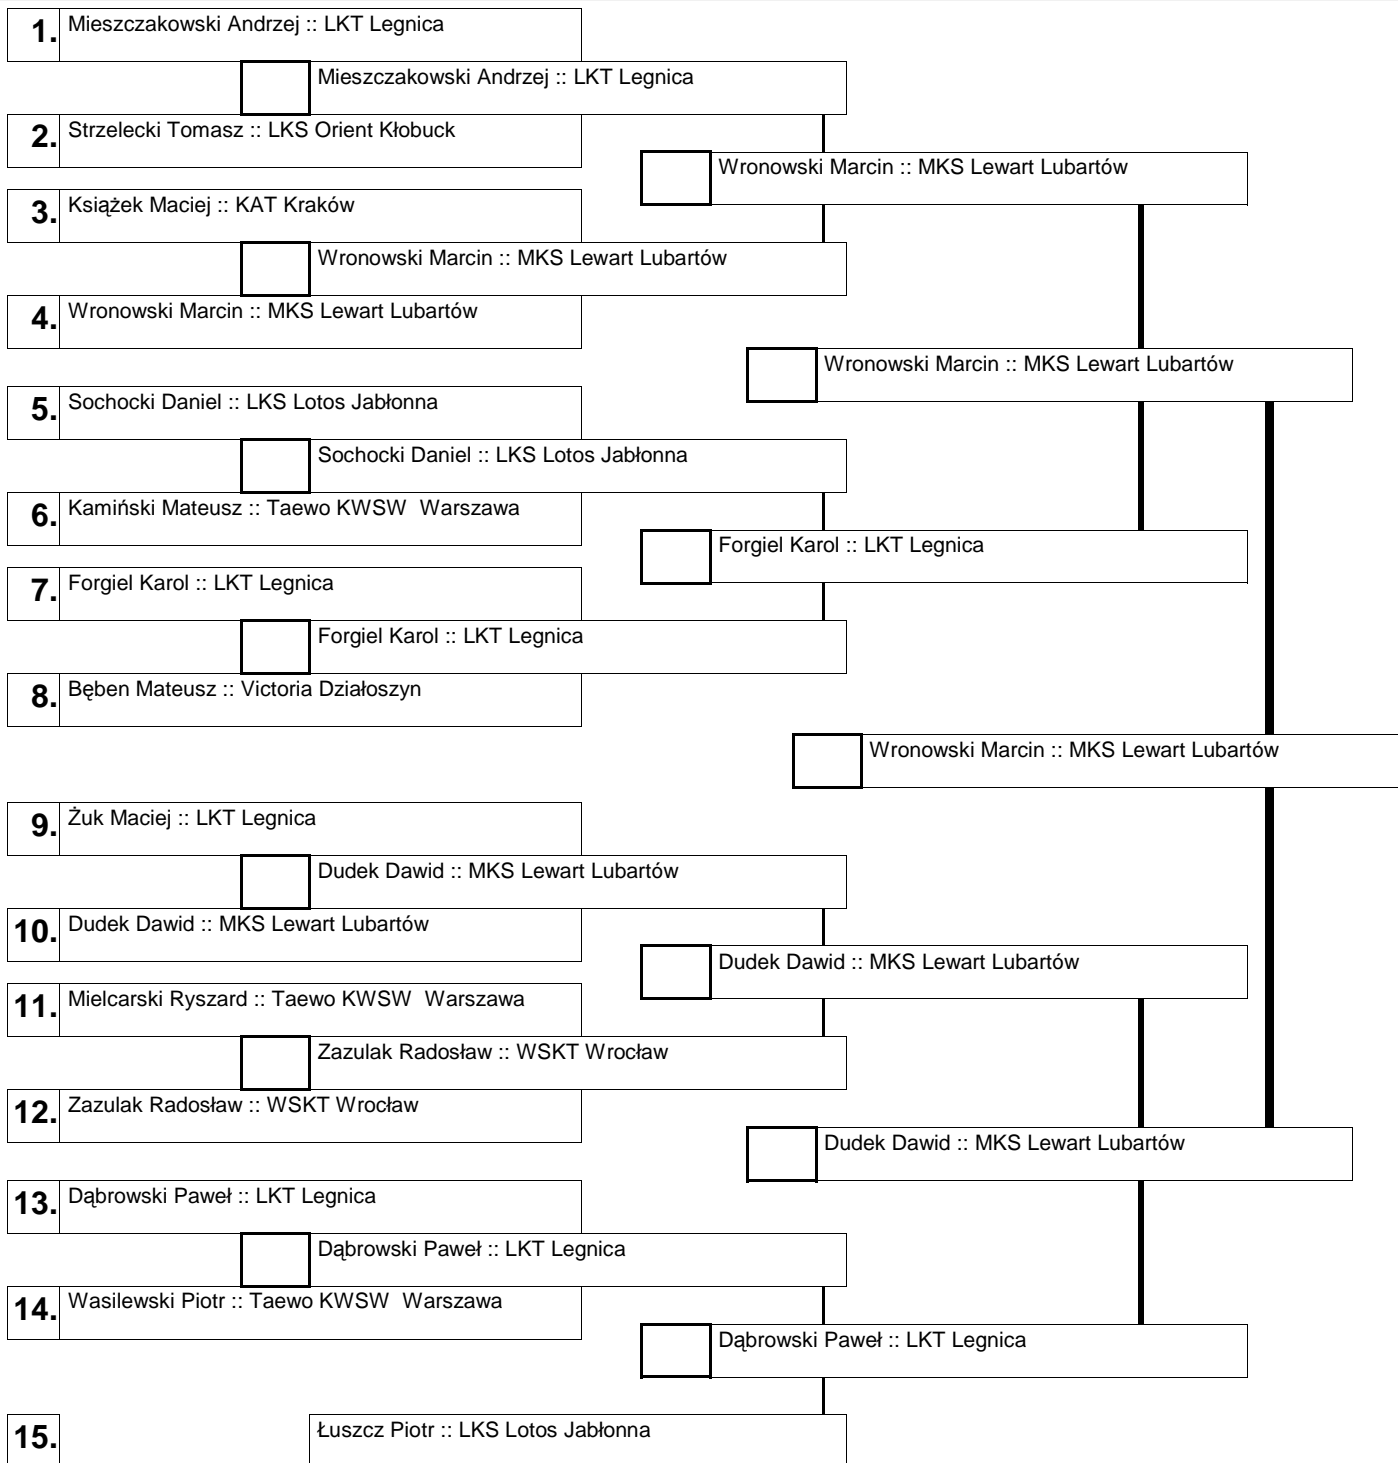 1. Mieszczakowski Andrzej :: LKT Legnica
Mieszczakowski Andrzej :: LKT Legnica
2. Strzelecki Tomasz :: LKS Orient Kłobuck
Wronowski Marcin :: MKS Lewart Lubartów
3. Książek Maciej :: KAT Kraków
Wronowski Marcin :: MKS Lewart Lubartów
4. Wronowski Marcin :: MKS Lewart Lubartów
Wronowski Marcin :: MKS Lewart Lubartów
5. Sochocki Daniel :: LKS Lotos Jabłonna
Sochocki Daniel :: LKS Lotos Jabłonna
6. Kamiński Mateusz :: Taewo KWSW Warszawa
Forgiel Karol :: LKT Legnica
7. Forgiel Karol :: LKT Legnica
Forgiel Karol :: LKT Legnica
8. Bęben Mateusz :: Victoria Działoszyn
Wronowski Marcin :: MKS Lewart Lubartów
9. Żuk Maciej :: LKT Legnica
Dudek Dawid :: MKS Lewart Lubartów
10. Dudek Dawid :: MKS Lewart Lubartów
Dudek Dawid :: MKS Lewart Lubartów
11. Mielcarski Ryszard :: Taewo KWSW Warszawa
Zazulak Radosław :: WSKT Wrocław
12. Zazulak Radosław :: WSKT Wrocław
Dudek Dawid :: MKS Lewart Lubartów
13. Dąbrowski Paweł :: LKT Legnica
Dąbrowski Paweł :: LKT Legnica
14. Wasilewski Piotr :: Taewo KWSW Warszawa
Dąbrowski Paweł :: LKT Legnica
15. Łuszcz Piotr :: LKS Lotos Jabłonna